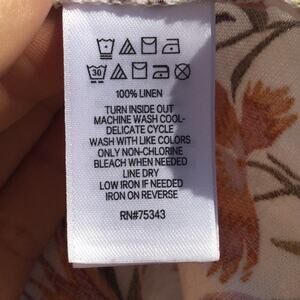 30
100% LINEN
TURN INSIDE OUT
MACHINE WASH COOL-
DELICATE CYCLE
WASH WITH LIKE COLORS
ONLY NON-CHLORINE
BLEACH WHEN NEEDED
LINE DRY
LOW IRON IF NEEDED
IRON ON REVERSE
RN#75343